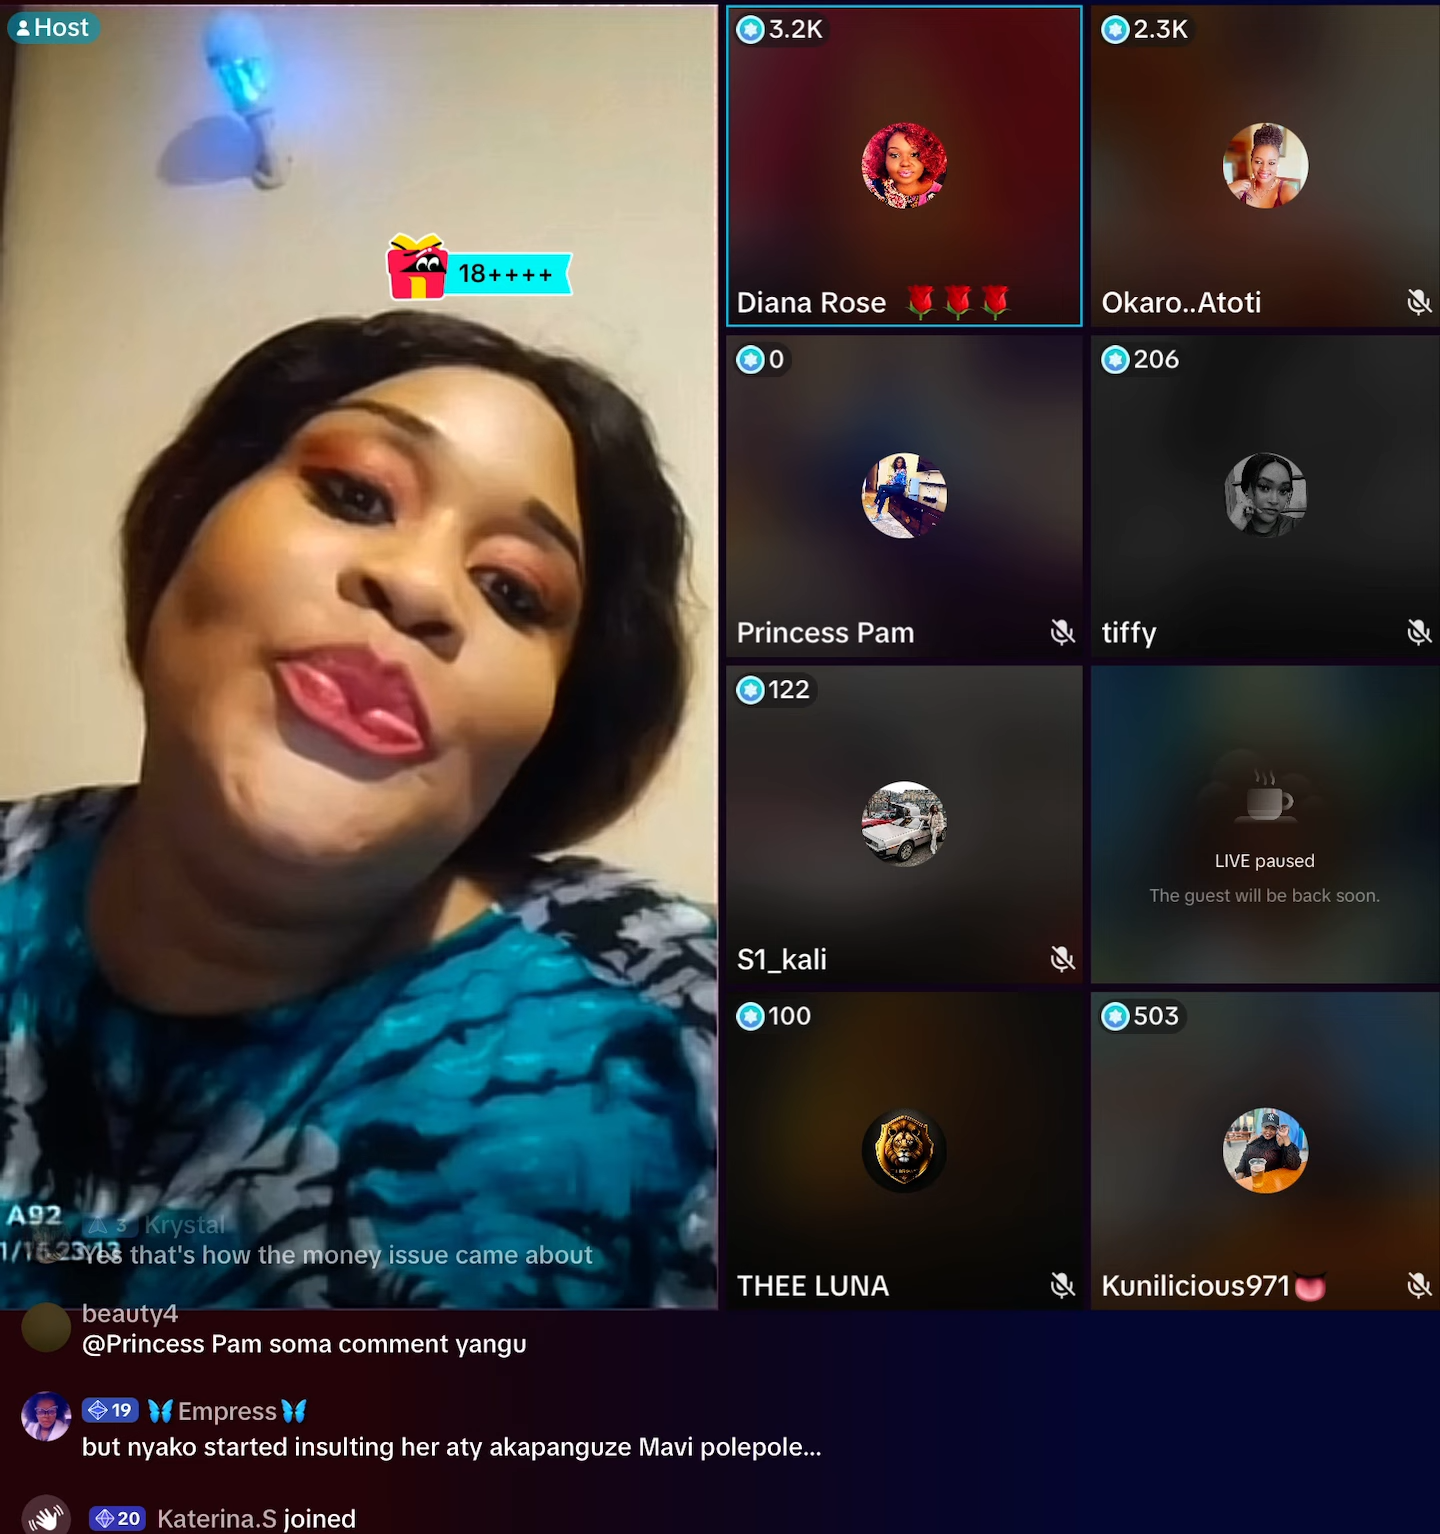 Host
18++++
3.2K
Diana Rose 🌹🌹🌹
2.3K
Okaro..Atoti
0
Princess Pam
206
tiffy
122
S1_kali
LIVE paused
The guest will be back soon.
100
THEE LUNA
503
Kunilicious971👅
A92
3 Krystal
Yes that's how the money issue came about
beauty4
@Princess Pam soma comment yangu
19 🦋Empress🦋
but nyako started insulting her aty akapanguze Mavi polepole...
20 Katerina.S joined